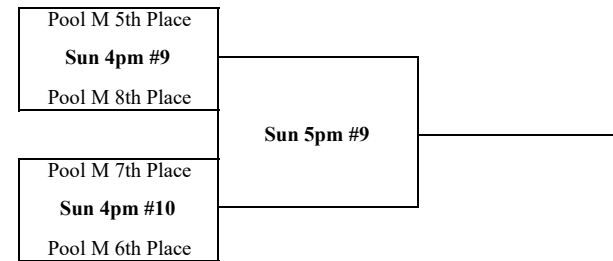 Pool M 5th Place
Sun 4pm #9
Pool M 8th Place
Sun 5pm #9
Pool M 7th Place
Sun 4pm #10
Pool M 6th Place